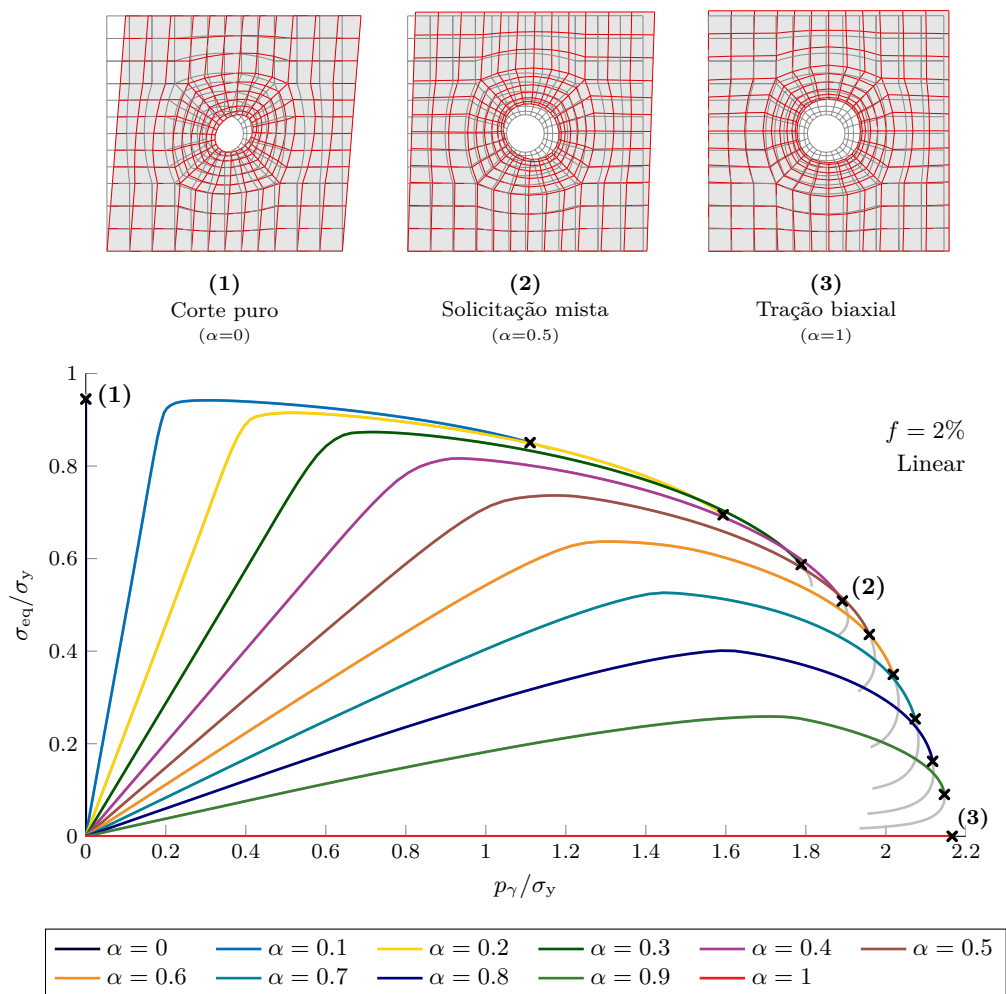 (1)
Corte puro
(α=0)
(2)
Solicitação mista
(α=0.5)
(3)
Tração biaxial
(α=1)
1
0.8
0.6
0.4
0.2
0
σeq/σy
(1)
f = 2%
Linear
(2)
(3)
0 0.2 0.4 0.6 0.8 1 1.2 1.4 1.6 1.8 2 2.2
pγ/σy
α = 0 α = 0.1 α = 0.2 α = 0.3 α = 0.4 α = 0.5
α = 0.6 α = 0.7 α = 0.8 α = 0.9 α = 1